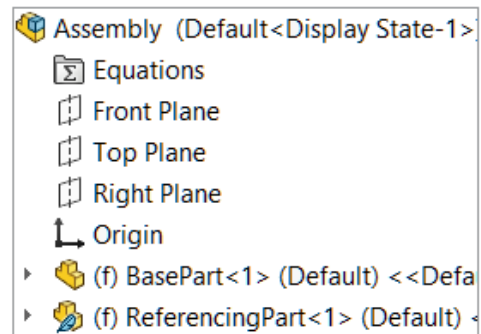 Assembly (Default<Display State-1>
Equations
Front Plane
Top Plane
Right Plane
Origin
(f) BasePart<1> (Default) <<Defa
(f) ReferencingPart<1> (Default) <